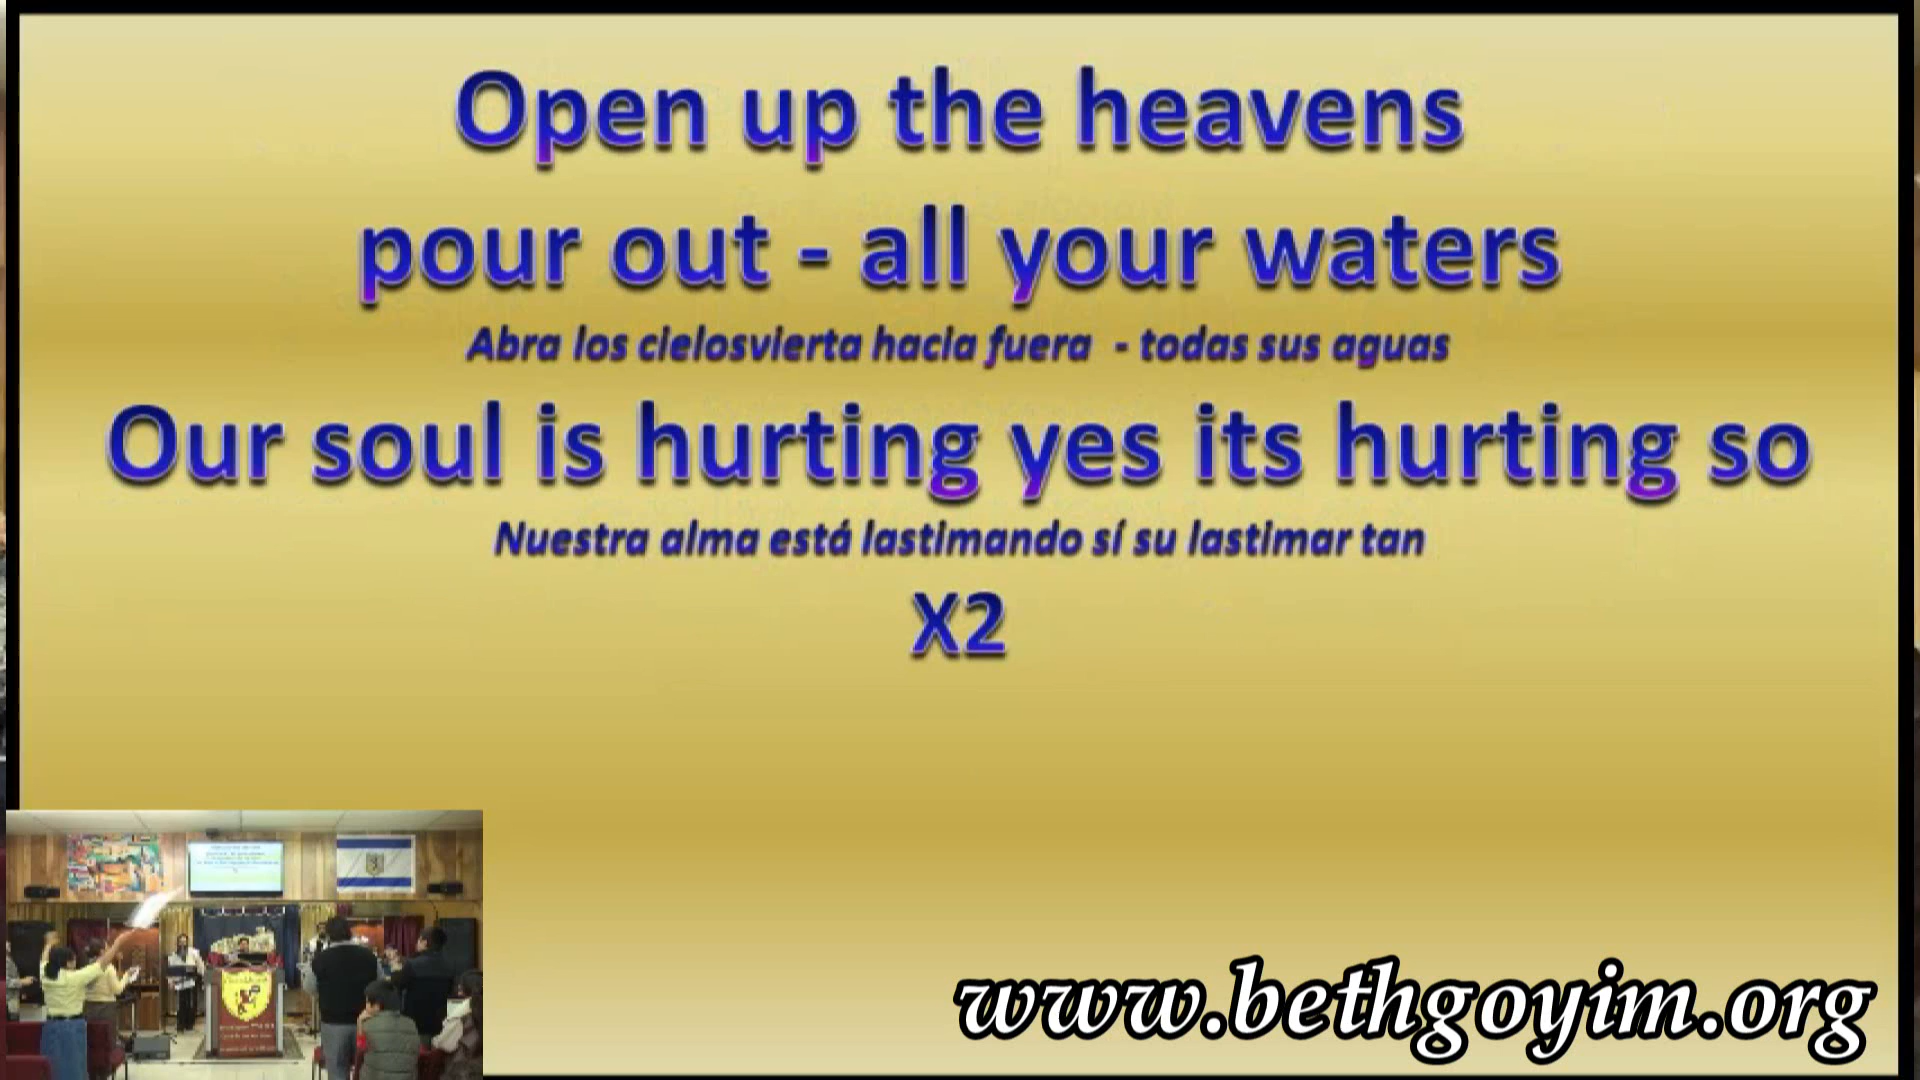 Open up the heavens
pour out - all your waters
Abra los cielosvierta hacia fuera - todas sus aguas
Our soul is hurting yes its hurting so
Nuestra alma está lastimando sí su lastimar tan
X2
www.bethgoyim.org